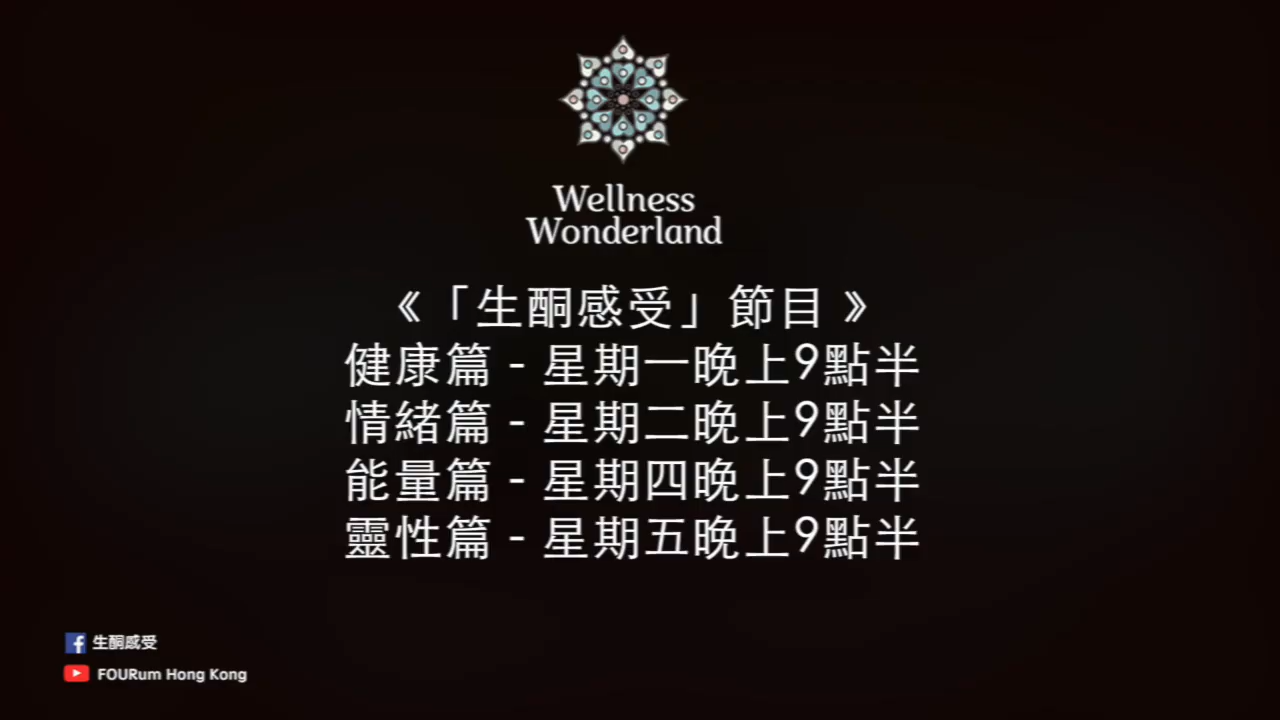 Wellness
Wonderland
《「生酮感受」節目 》
健康篇 - 星期一晚上9點半
情緒篇 - 星期二晚上9點半
能量篇 - 星期四晚上9點半
靈性篇 - 星期五晚上9點半
生酮感受
FOURum Hong Kong